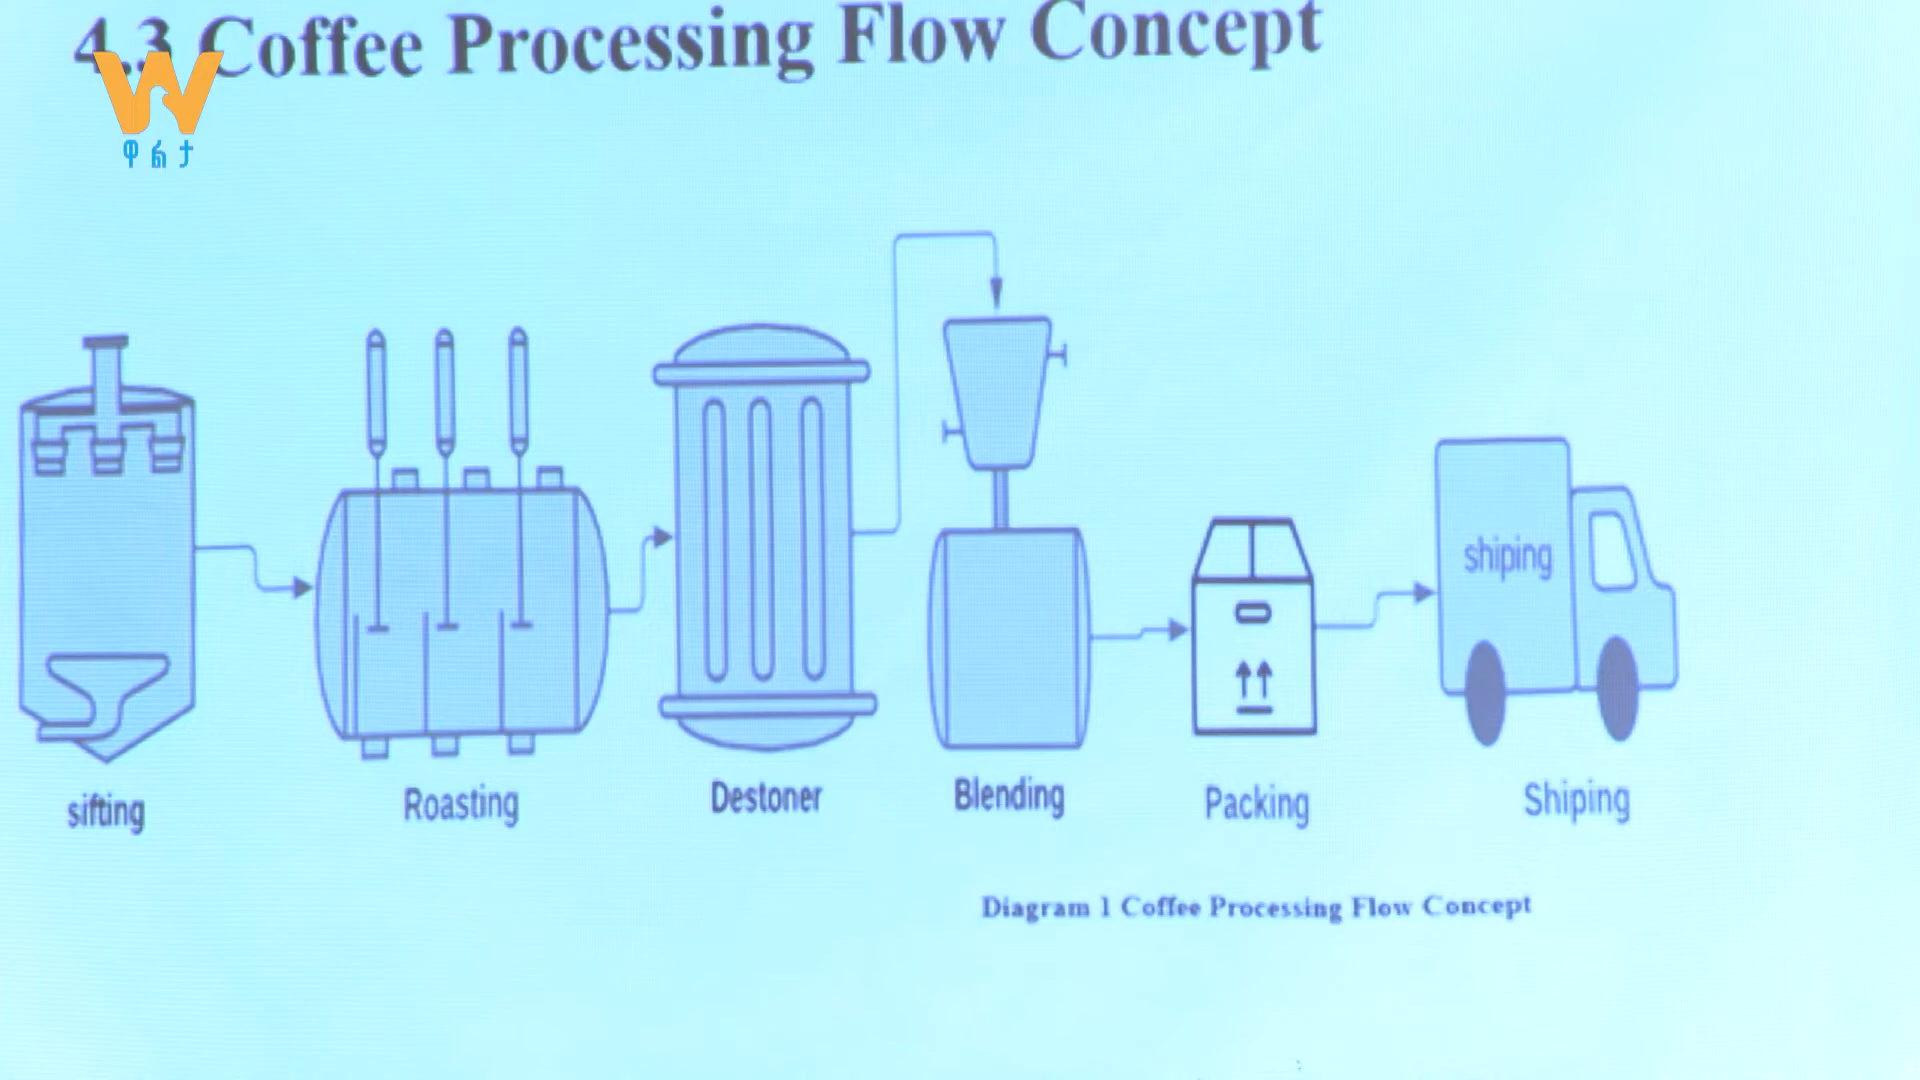 4.3 Coffee Processing Flow Concept
W
ዋልታ
shiping
sifting
Roasting
Destoner
Blending
Packing
Shiping
Diagram 1 Coffee Processing Flow Concept